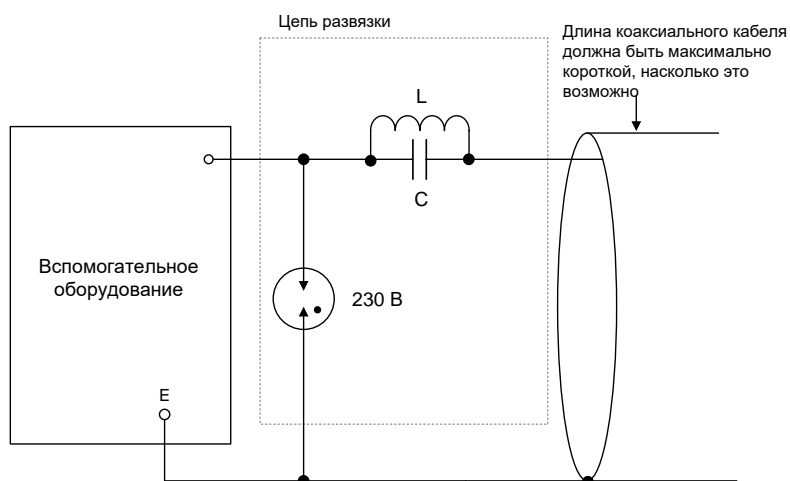 Цепь развязки
Длина коаксиального кабеля
должна быть максимально
короткой, насколько это
возможно
L
C
Вспомогательное
оборудование
230 В
E